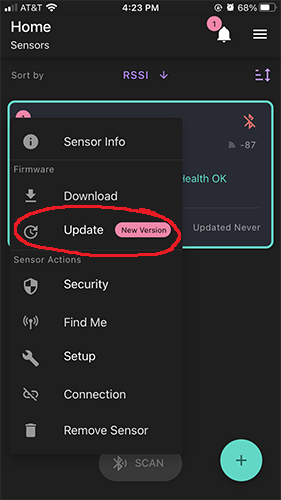 AT&T 4:23 PM 68%
Home
1
Sensors
Sort by RSSI
Sensor Info
-87
Firmware
Health OK
Download
Update New Version
Updated Never
Sensor Actions
Security
Find Me
Setup
Connection
Remove Sensor
SCAN
+